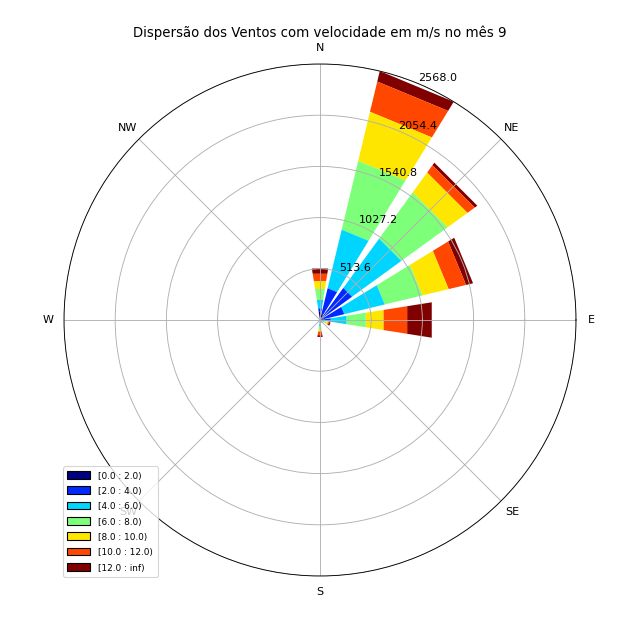 Dispersão dos Ventos com velocidade em m/s no mês 9
N
2568.0
NW
2054.4
NE
1540.8
1027.2
513.6
W
E
[0.0 : 2.0)
[2.0 : 4.0)
[4.0 : 6.0)
SW
SE
[6.0 : 8.0)
[8.0 : 10.0)
[10.0 : 12.0)
[12.0 : inf)
S